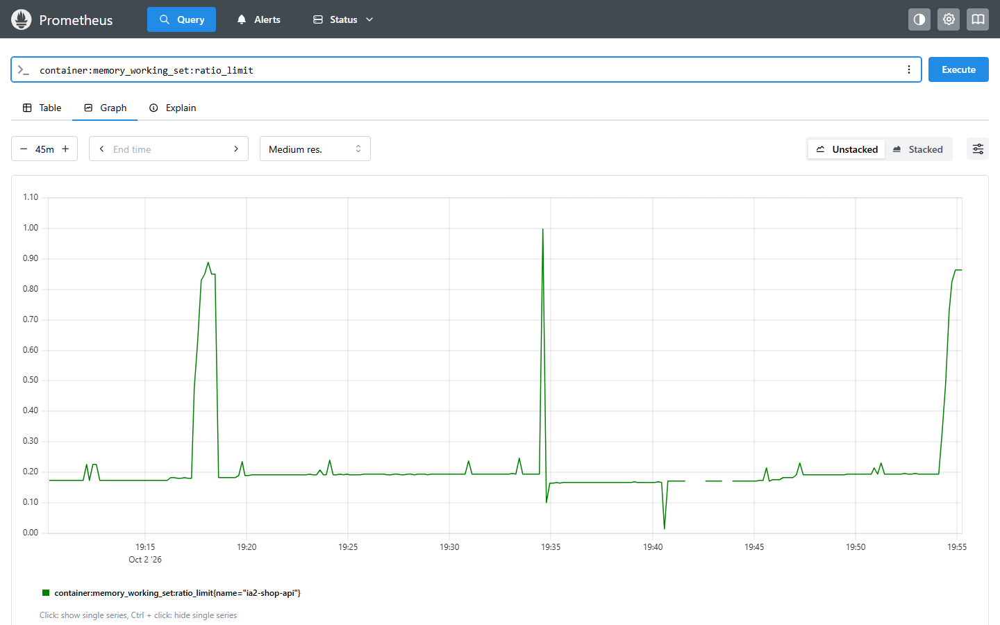 Prometheus
Query
Alerts
Status
container:memory_working_set:ratio_limit
Execute
Table
Graph
Explain
45m
End time
Medium res.
Unstacked
Stacked
1.10
1.00
0.90
0.80
0.70
0.60
0.50
0.40
0.30
0.20
0.10
0.00
19:15 19:20 19:25 19:30 19:35 19:40 19:45 19:50 19:55
Oct 2 '26
container:memory_working_set:ratio_limit{name="ia2-shop-api"}
Click: show single series, Ctrl + click: hide single series